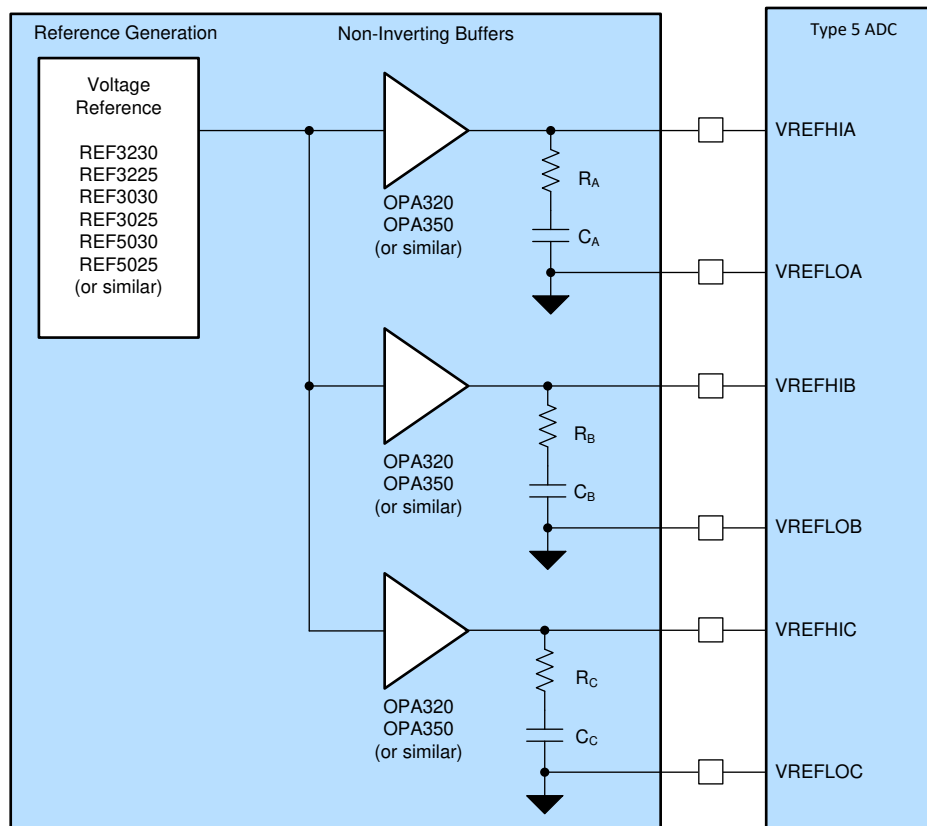 Reference Generation
Non-Inverting Buffers
Type 5 ADC
Voltage
Reference
REF3230
REF3225
REF3030
REF3025
REF5030
REF5025
(or similar)
OPA320
OPA350
(or similar)
RA
CA
VREFHIA
VREFLOA
OPA320
OPA350
(or similar)
RB
CB
VREFHIB
VREFLOB
OPA320
OPA350
(or similar)
RC
CC
VREFHIC
VREFLOC